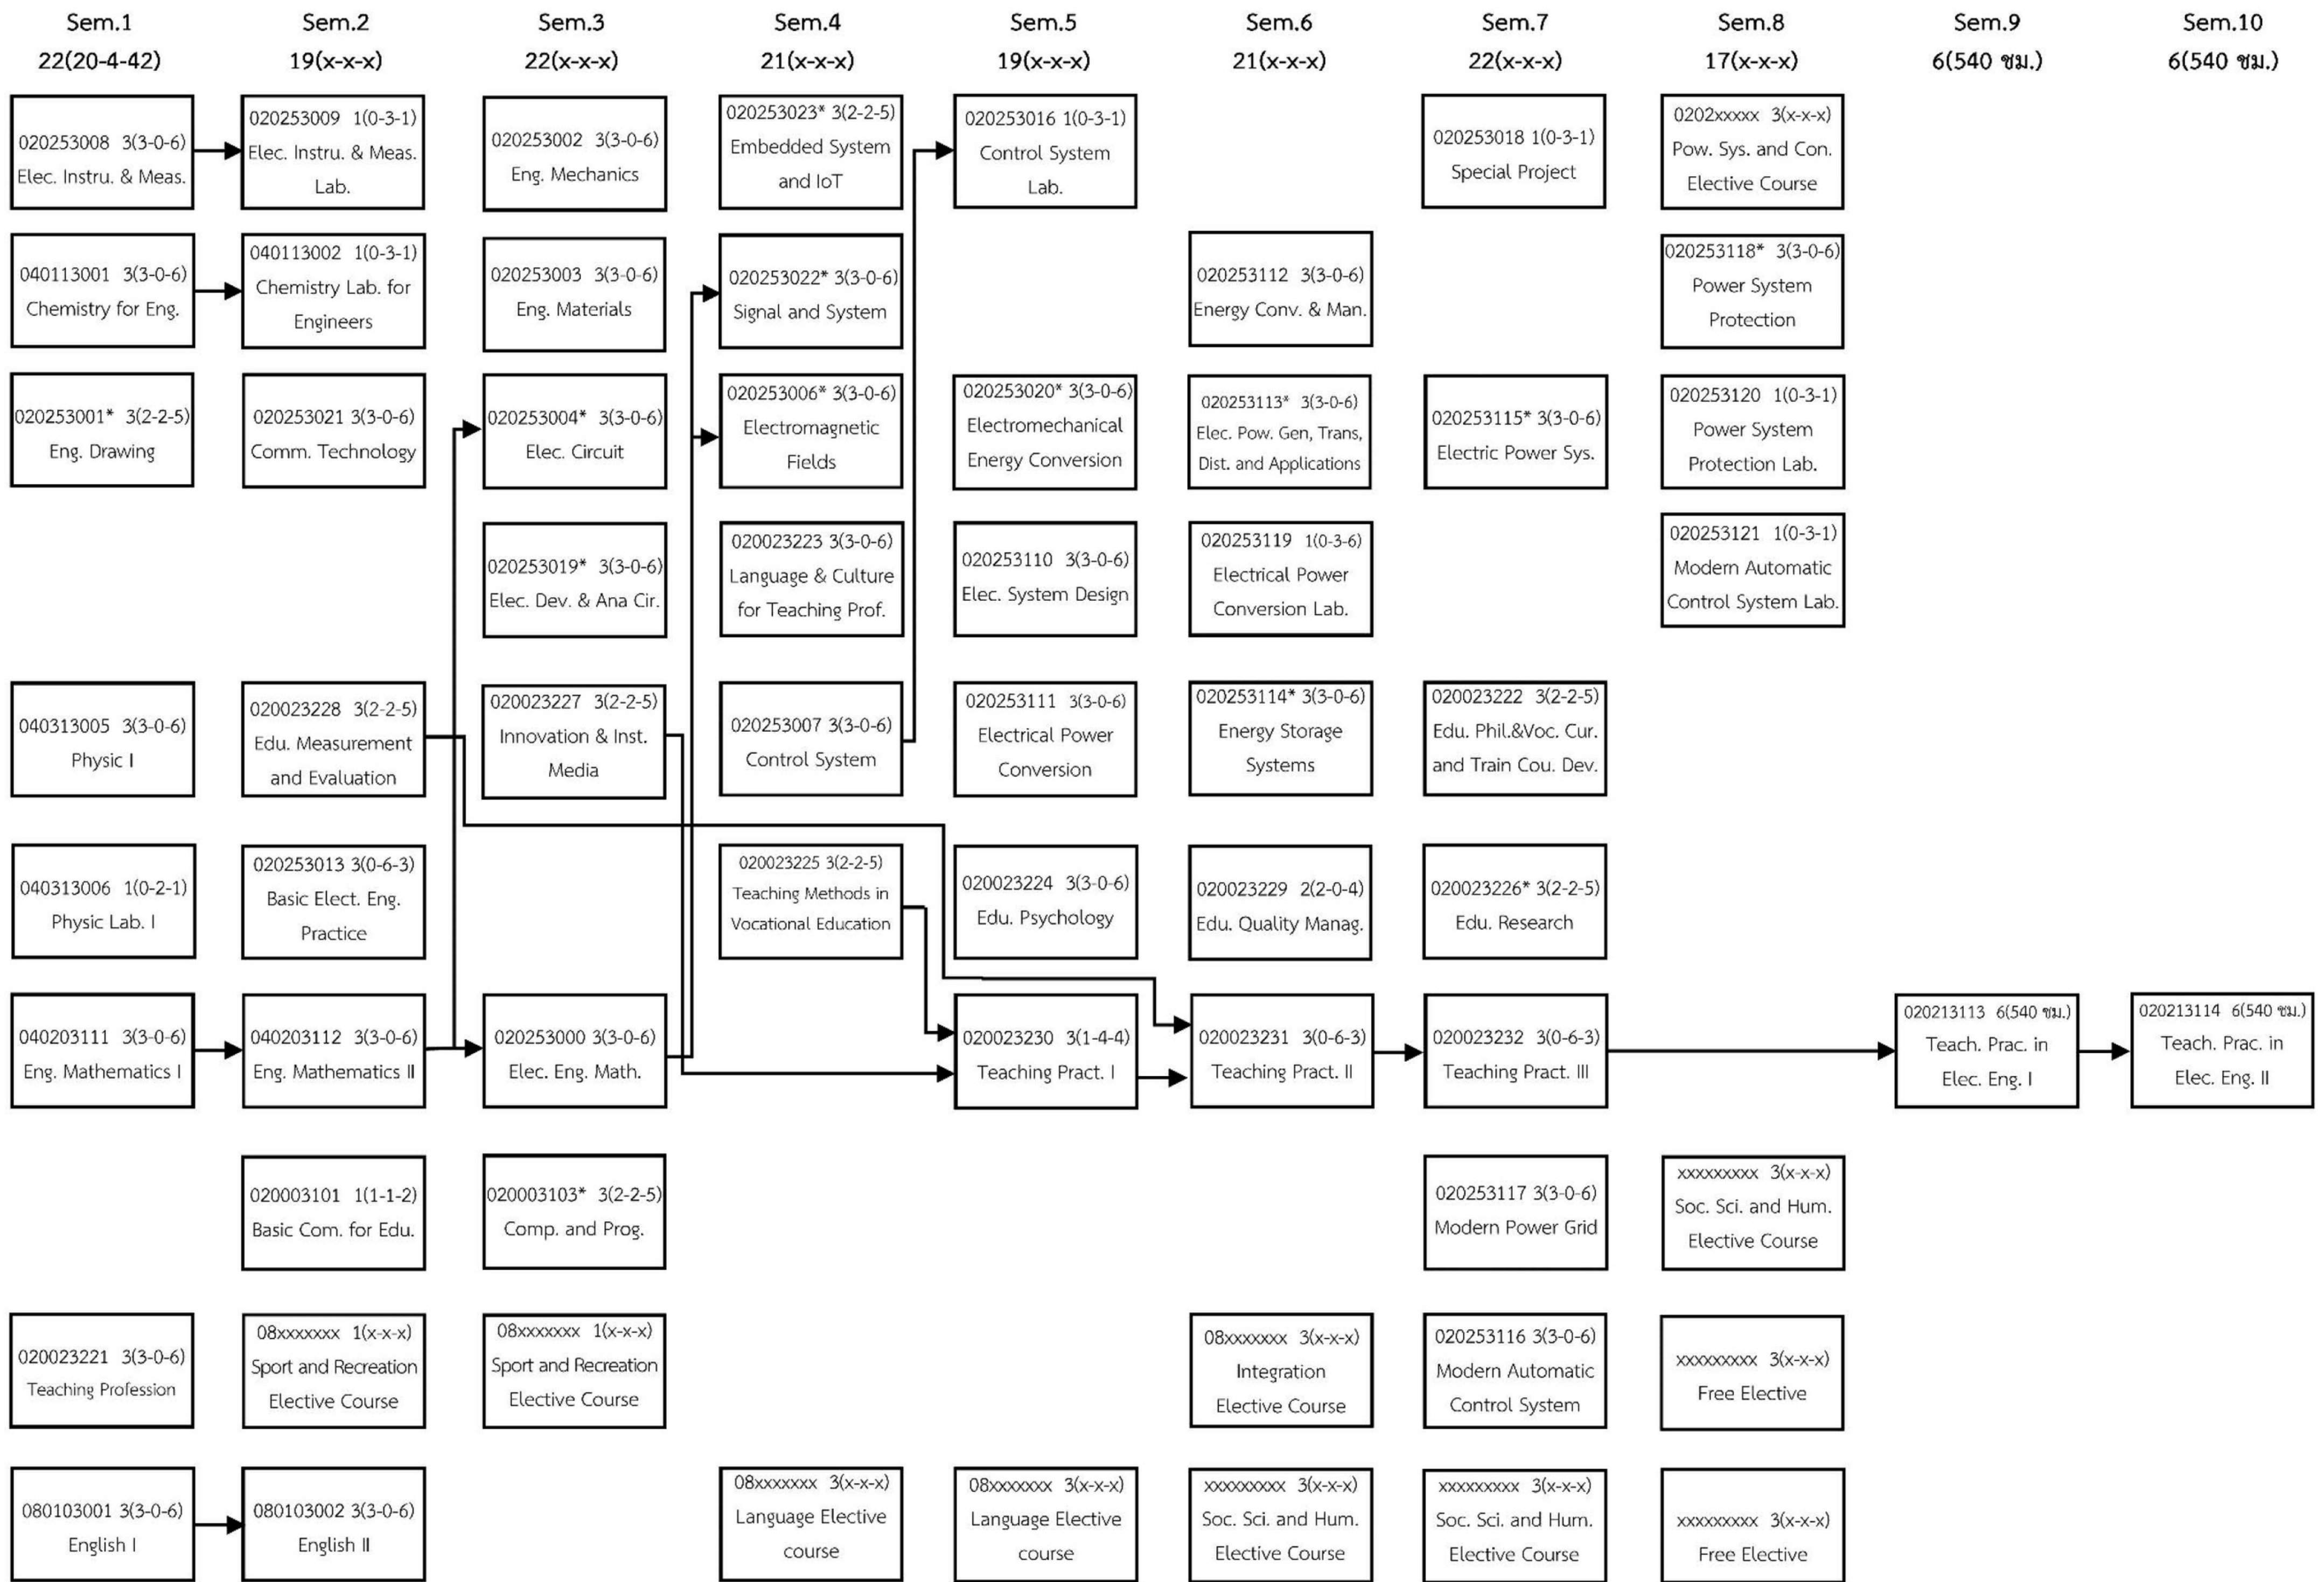 Sem.1
22(20-4-42)
020253008 3(3-0-6)
Elec. Instru. & Meas.
040113001 3(3-0-6)
Chemistry for Eng.
020253001* 3(2-2-5)
Eng. Drawing
040313005 3(3-0-6)
Physic I
040313006 1(0-2-1)
Physic Lab. I
040203111 3(3-0-6)
Eng. Mathematics I
020023221 3(3-0-6)
Teaching Profession
080103001 3(3-0-6)
English I
Sem.2
19(x-x-x)
020253009 1(0-3-1)
Elec. Instru. & Meas.
Lab.
040113002 1(0-3-1)
Chemistry Lab. for
Engineers
020253021 3(3-0-6)
Comm. Technology
020023228 3(2-2-5)
Edu. Measurement
and Evaluation
020253013 3(0-6-3)
Basic Elect. Eng.
Practice
040203112 3(3-0-6)
Eng. Mathematics II
020003101 1(1-1-2)
Basic Com. for Edu.
08xxxxxxx 1(x-x-x)
Sport and Recreation
Elective Course
080103002 3(3-0-6)
English II
Sem.3
22(x-x-x)
020253002 3(3-0-6)
Eng. Mechanics
020253003 3(3-0-6)
Eng. Materials
020253004* 3(3-0-6)
Elec. Circuit
020253019* 3(3-0-6)
Elec. Dev. & Ana Cir.
020023227 3(2-2-5)
Innovation & Inst.
Media
020253000 3(3-0-6)
Elec. Eng. Math.
020003103* 3(2-2-5)
Comp. and Prog.
08xxxxxxx 1(x-x-x)
Sport and Recreation
Elective Course
Sem.4
21(x-x-x)
020253023* 3(2-2-5)
Embedded System
and IoT
020253022* 3(3-0-6)
Signal and System
020253006* 3(3-0-6)
Electromagnetic
Fields
020023223 3(3-0-6)
Language & Culture
for Teaching Prof.
020253007 3(3-0-6)
Control System
020023225 3(2-2-5)
Teaching Methods in
Vocational Education
08xxxxxxx 3(x-x-x)
Language Elective
course
Sem.5
19(x-x-x)
020253016 1(0-3-1)
Control System
Lab.
020253020* 3(3-0-6)
Electromechanical
Energy Conversion
020253110 3(3-0-6)
Elec. System Design
020253111 3(3-0-6)
Electrical Power
Conversion
020023224 3(3-0-6)
Edu. Psychology
020023230 3(1-4-4)
Teaching Pract. I
08xxxxxxx 3(x-x-x)
Language Elective
course
Sem.6
21(x-x-x)
020253112 3(3-0-6)
Energy Conv. & Man.
020253113* 3(3-0-6)
Elec. Pow. Gen, Trans,
Dist. and Applications
020253119 1(0-3-6)
Electrical Power
Conversion Lab.
020253114* 3(3-0-6)
Energy Storage
Systems
020023229 2(2-0-4)
Edu. Quality Manag.
020023231 3(0-6-3)
Teaching Pract. II
08xxxxxxx 3(x-x-x)
Integration
Elective Course
xxxxxxxxx 3(x-x-x)
Soc. Sci. and Hum.
Elective Course
Sem.7
22(x-x-x)
020253018 1(0-3-1)
Special Project
020253115* 3(3-0-6)
Electric Power Sys.
020023222 3(2-2-5)
Edu. Phil.&Voc. Cur.
and Train Cou. Dev.
020023226* 3(2-2-5)
Edu. Research
020023232 3(0-6-3)
Teaching Pract. III
020253117 3(3-0-6)
Modern Power Grid
020253116 3(3-0-6)
Modern Automatic
Control System
xxxxxxxxx 3(x-x-x)
Soc. Sci. and Hum.
Elective Course
Sem.8
17(x-x-x)
0202xxxxx 3(x-x-x)
Pow. Sys. and Con.
Elective Course
020253118* 3(3-0-6)
Power System
Protection
020253120 1(0-3-1)
Power System
Protection Lab.
020253121 1(0-3-1)
Modern Automatic
Control System Lab.
xxxxxxxxx 3(x-x-x)
Soc. Sci. and Hum.
Elective Course
xxxxxxxxx 3(x-x-x)
Free Elective
xxxxxxxxx 3(x-x-x)
Free Elective
Sem.9
6(540 ชม.)
020213113 6(540 ชม.)
Teach. Prac. in
Elec. Eng. I
Sem.10
6(540 ชม.)
020213114 6(540 ชม.)
Teach. Prac. in
Elec. Eng. II